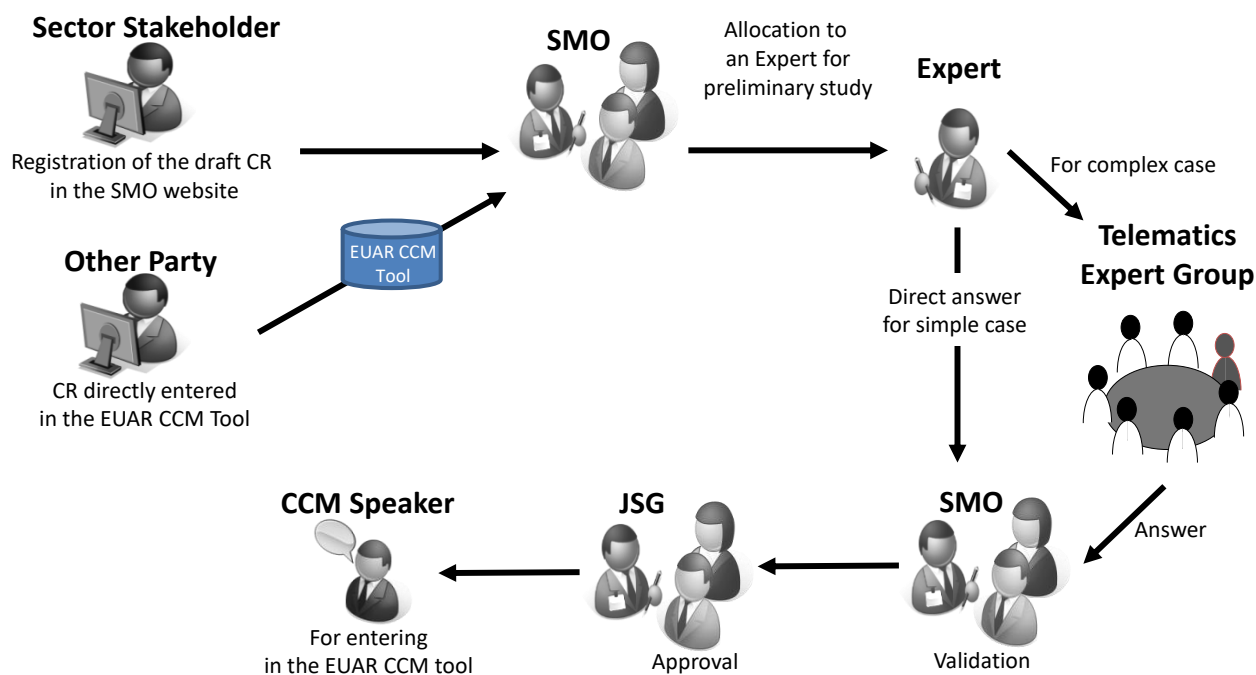 Sector Stakeholder
Registration of the draft CR
in the SMO website
SMO
Allocation to
an Expert for
preliminary study
Expert
For complex case
Telematics
Expert Group
EUAR CCM
Tool
Other Party
CR directly entered
in the EUAR CCM Tool
Direct answer
for simple case
Answer
SMO
Validation
JSG
Approval
CCM Speaker
For entering
in the EUAR CCM tool